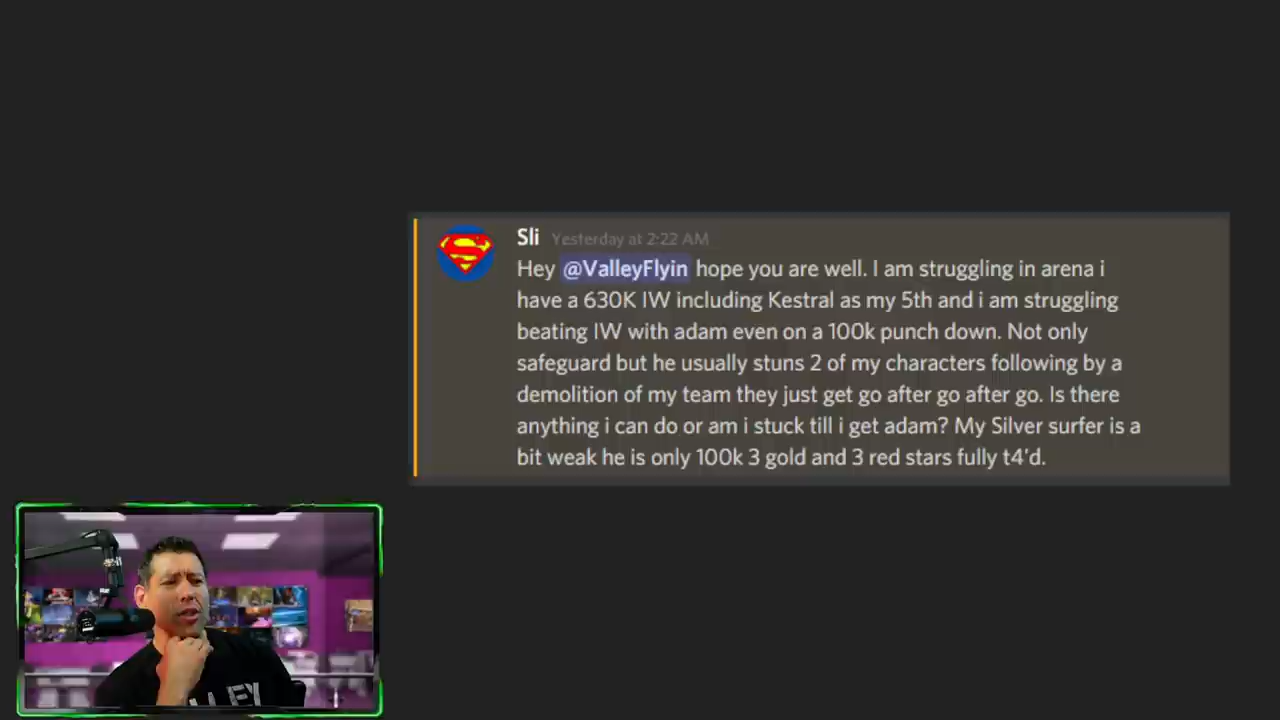 Sli Yesterday at 2:22 AM
Hey @ValleyFlyin hope you are well. I am struggling in arena i
have a 630K IW including Kestral as my 5th and i am struggling
beating IW with adam even on a 100k punch down. Not only
safeguard but he usually stuns 2 of my characters following by a
demolition of my team they just get go after go after go. Is there
anything i can do or am i stuck till i get adam? My Silver surfer is a
bit weak he is only 100k 3 gold and 3 red stars fully t4'd.